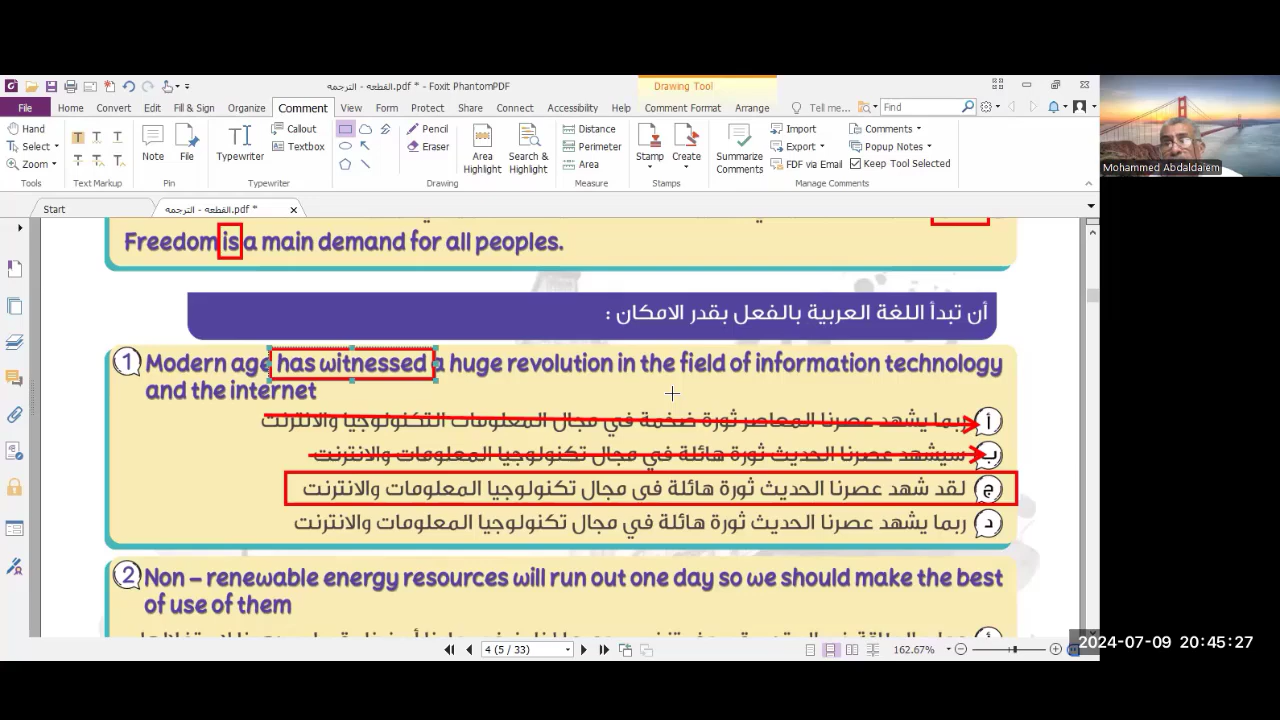 القطعه - الترجمه.pdf * - Foxit PhantomPDF
Drawing Tool
File Home Convert Edit Fill & Sign Organize Comment View Form Protect Share Connect Accessibility Help Comment Format Arrange Tell me... Find
Hand
Select
Zoom
Tools
Text Markup
Note
File
Pin
Typewriter
Callout
Textbox
Typewriter
Pencil
Eraser
Area Highlight
Search & Highlight
Drawing
Distance
Perimeter
Area
Measure
Stamp
Create
Stamps
Summarize Comments
Import
Export
FDF via Email
Comments
Popup Notes
Keep Tool Selected
Manage Comments
Mohammed Abdaldaiem
Start
القطعه - الترجمه.pdf *
Freedom is a main demand for all peoples.
أن تبدأ اللغة العربية بالفعل بقدر الامكان :
1 Modern age has witnessed a huge revolution in the field of information technology
and the internet
أ ربما يشهد عصرنا المعاصر ثورة ضخمة في مجال المعلومات التكنولوجيا والانترنت
ب سيشهد عصرنا الحديث ثورة هائلة في مجال تكنولوجيا المعلومات والانترنت
ج لقد شهد عصرنا الحديث ثورة هائلة فى مجال تكنولوجيا المعلومات والانترنت
د ربما يشهد عصرنا الحديث ثورة هائلة في مجال تكنولوجيا المعلومات والانترنت
2 Non – renewable energy resources will run out one day so we should make the best
of use of them
4 (5 / 33)
162.67%
2024-07-09 20:45:27